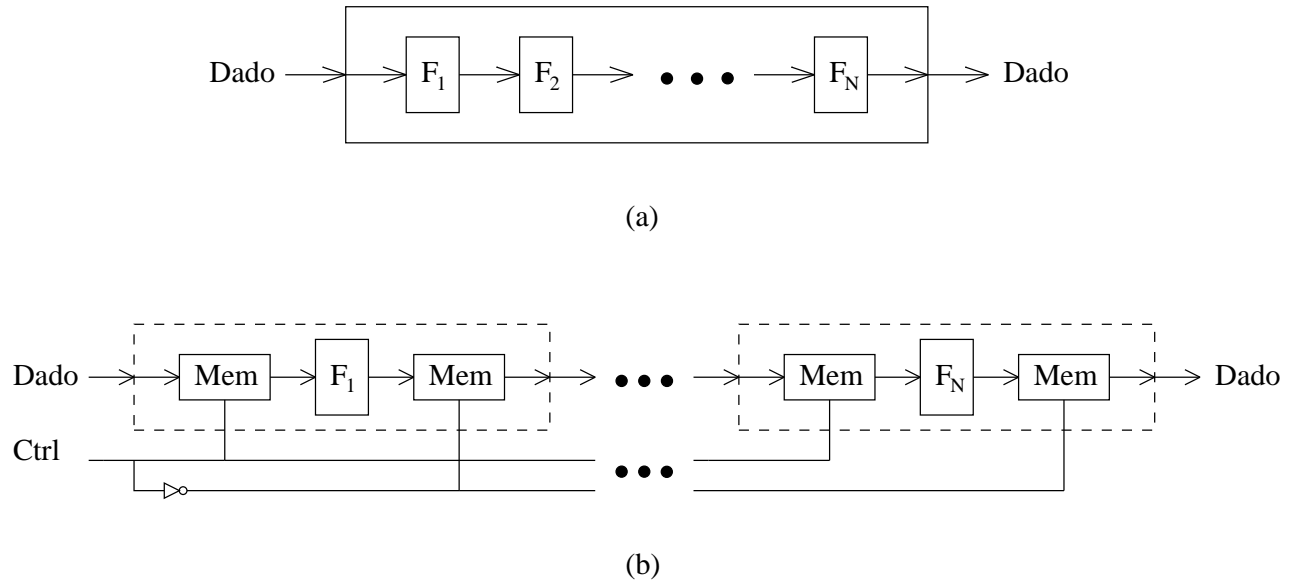 Dado F1 F2 FN Dado
(a)
Dado Mem F1 Mem Mem FN Mem Dado
Ctrl
(b)